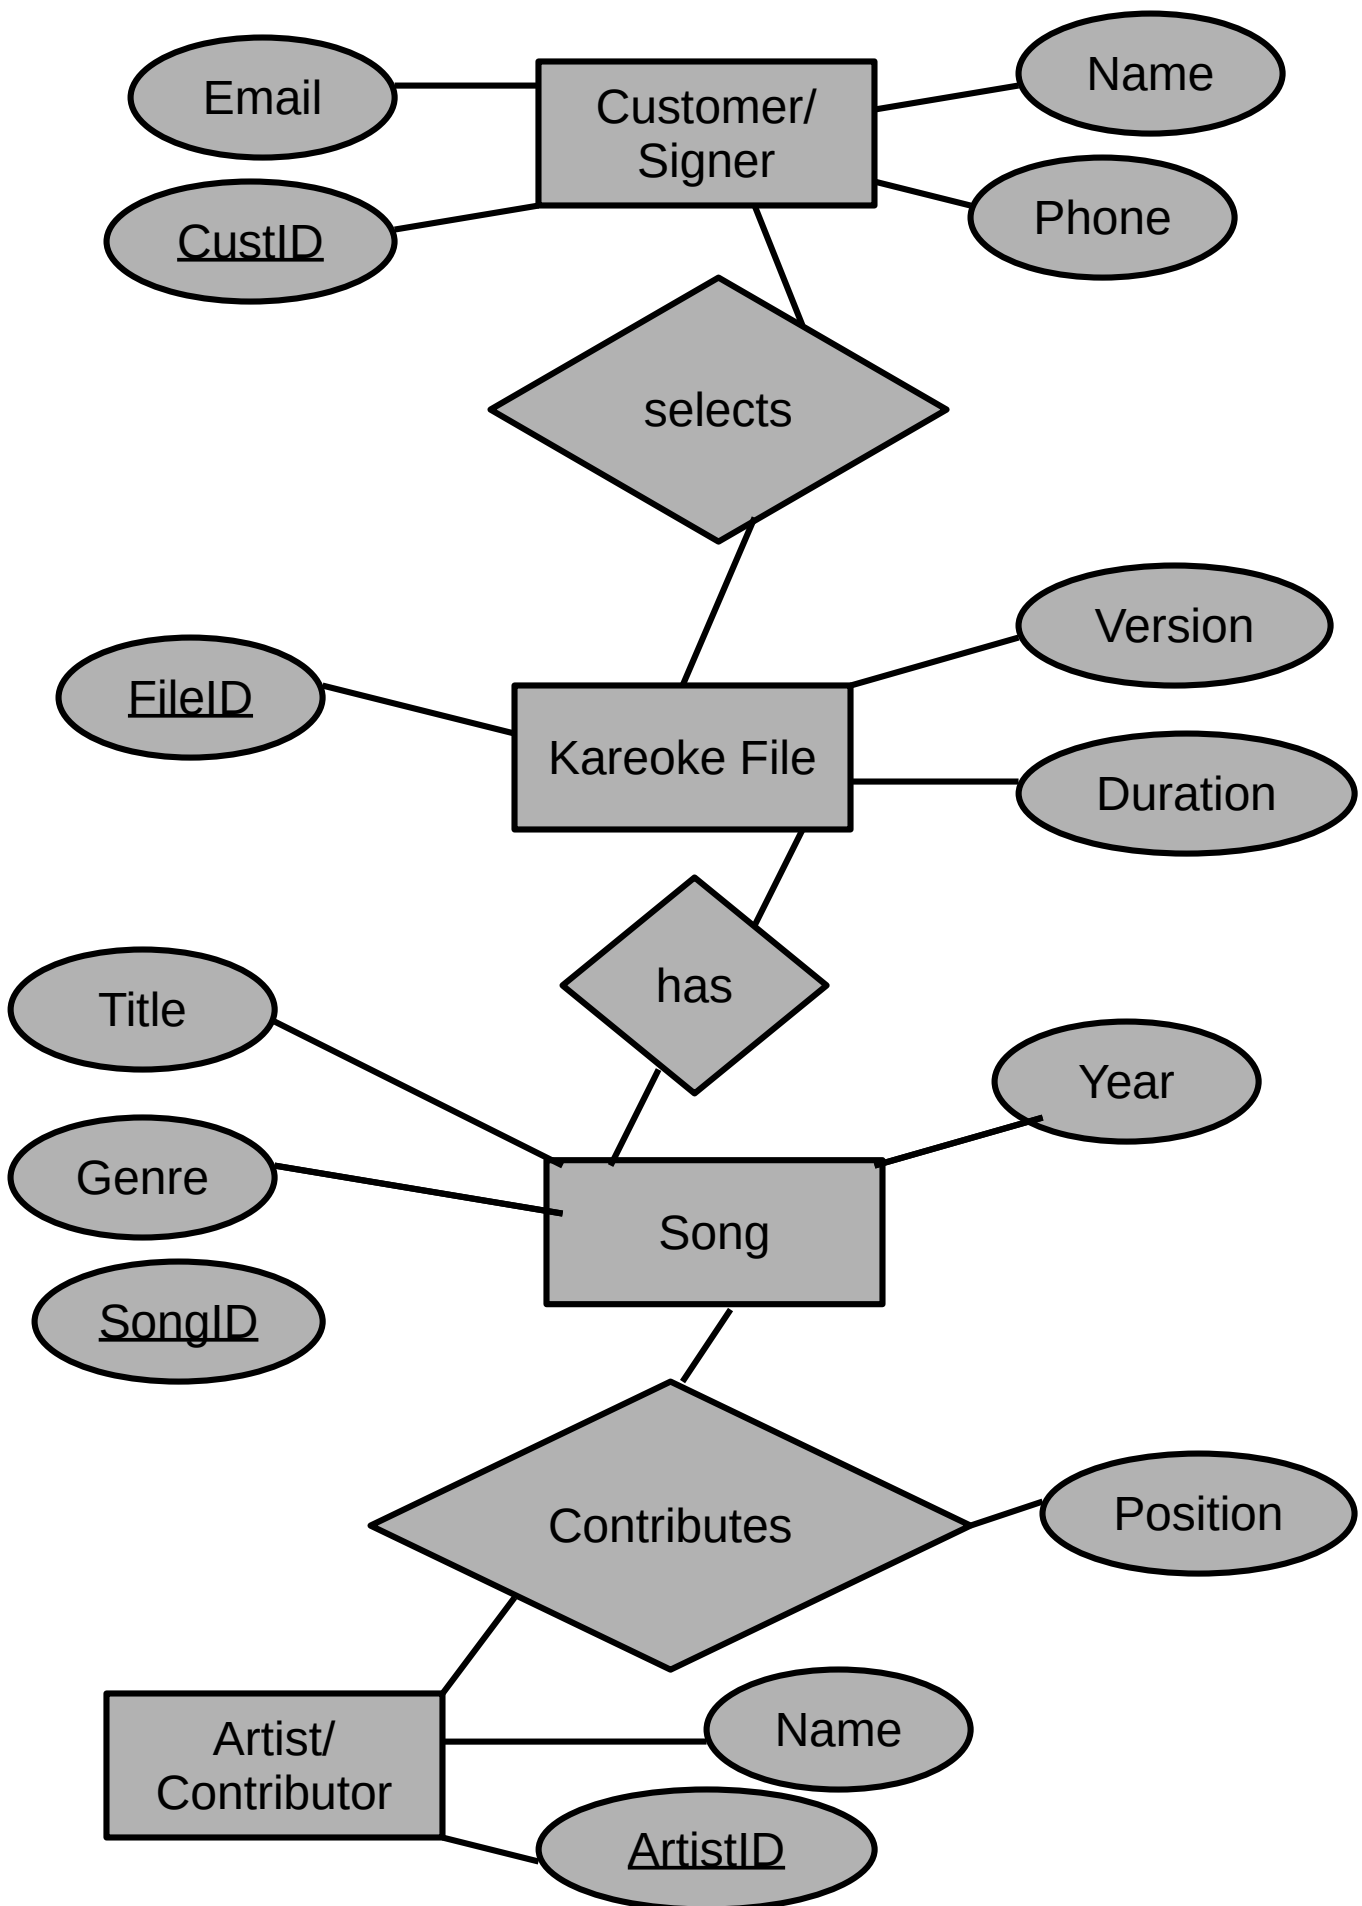 Email
Customer/
Signer
Name
CustID
Phone
selects
FileID
Kareoke File
Version
Duration
has
Title
Genre
SongID
Year
Song
Contributes
Position
Artist/
Contributor
Name
ArtistID